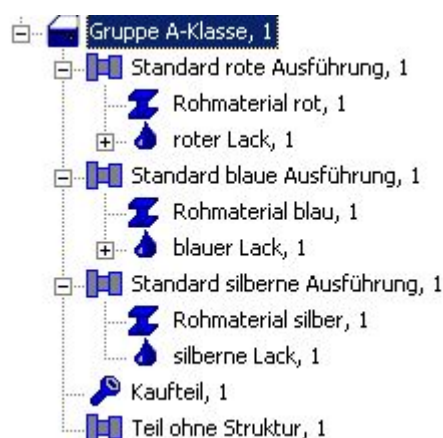 Gruppe A-Klasse, 1
Standard rote Ausführung, 1
Rohmaterial rot, 1
roter Lack, 1
Standard blaue Ausführung, 1
Rohmaterial blau, 1
blauer Lack, 1
Standard silberne Ausführung, 1
Rohmaterial silber, 1
silberne Lack, 1
Kaufteil, 1
Teil ohne Struktur, 1